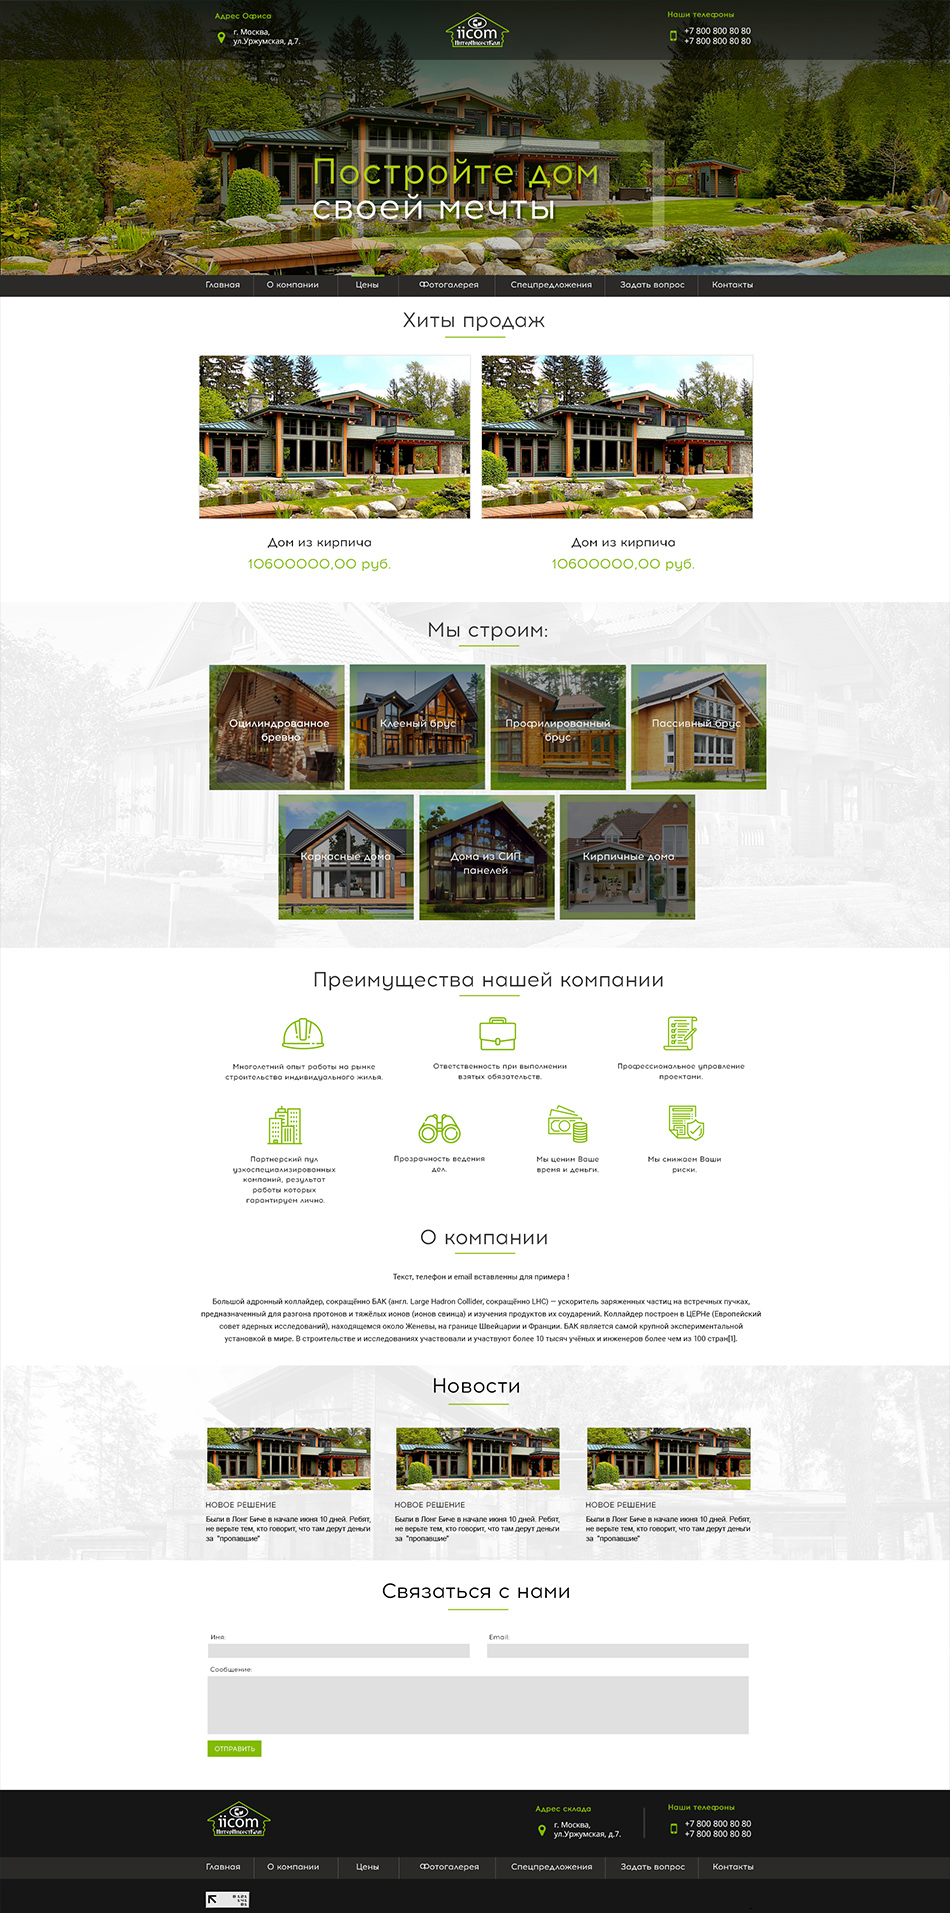 Адрес Офиса
г. Москва,
ул.Уржумская, д.7.
iicom
ИнтерИнвестКом
Наши телефоны
+7 800 800 80 80
+7 800 800 80 80
Постройте дом
своей мечты
Главная
О компании
Цены
Фотогалерея
Спецпредложения
Задать вопрос
Контакты
Хиты продаж
Дом из кирпича
10600000,00 руб.
Дом из кирпича
10600000,00 руб.
Мы строим:
Оцилиндрованное
бревно
Клееный брус
Профилированный
брус
Пассивный брус
Каркасные дома
Дома из СИП
панелей
Кирпичные дома
Преимущества нашей компании
Многолетний опыт работы на рынке
строительство индивидуального жилья.
Ответственность при выполнении
взятых обязательств.
Профессиональное управление
проектами.
Партнерский пул
узкоспециализированных
компаний, результат
работы которых
гарантируем лично.
Прозрачность ведения
дел.
Мы ценим Ваше
время и деньги.
Мы снижаем Ваши
риски.
О компании
Текст, телефон и email вставленны для примера !
Большой адронный коллайдер, сокращённо БАК (англ. Large Hadron Collider, сокращённо LHC) — ускоритель заряженных частиц на встречных пучках,
предназначенный для разгона протонов и тяжёлых ионов (ионов свинца) и изучения продуктов их соударений. Коллайдер построен в ЦЕРНе (Европейский
совет ядерных исследований), находящемся около Женевы, на границе Швейцарии и Франции. БАК является самой крупной экспериментальной
установкой в мире. В строительстве и исследованиях участвовали и участвуют более 10 тысяч учёных и инженеров более чем из 100 стран[1].
Новости
НОВОЕ РЕШЕНИЕ
Были в Лонг Биче в начале июня 10 дней. Ребят,
не верьте тем, кто говорит, что там дерут деньги
за "пропавшие"
НОВОЕ РЕШЕНИЕ
Были в Лонг Биче в начале июня 10 дней. Ребят,
не верьте тем, кто говорит, что там дерут деньги
за "пропавшие"
НОВОЕ РЕШЕНИЕ
Были в Лонг Биче в начале июня 10 дней. Ребят,
не верьте тем, кто говорит, что там дерут деньги
за "пропавшие"
Связаться с нами
Имя:
Email:
Сообщение:
ОТПРАВИТЬ
iicom
ИнтерИнвестКом
Адрес склада
г. Москва,
ул.Уржумская, д.7.
Наши телефоны
+7 800 800 80 80
+7 800 800 80 80
Главная
О компании
Цены
Фотогалерея
Спецпредложения
Задать вопрос
Контакты